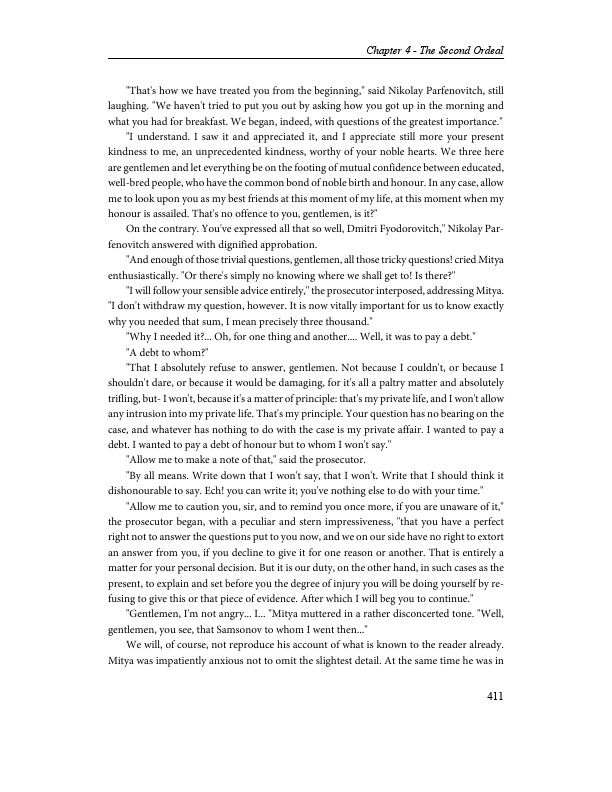 Chapter 4 - The Second Ordeal
"That's how we have treated you from the beginning," said Nikolay Parfenovitch, still
laughing. "We haven't tried to put you out by asking how you got up in the morning and
what you had for breakfast. We began, indeed, with questions of the greatest importance."
"I understand. I saw it and appreciated it, and I appreciate still more your present
kindness to me, an unprecedented kindness, worthy of your noble hearts. We three here
are gentlemen and let everything be on the footing of mutual confidence between educated,
well-bred people, who have the common bond of noble birth and honour. In any case, allow
me to look upon you as my best friends at this moment of my life, at this moment when my
honour is assailed. That's no offence to you, gentlemen, is it?"
On the contrary. You've expressed all that so well, Dmitri Fyodorovitch," Nikolay Par-
fenovitch answered with dignified approbation.
"And enough of those trivial questions, gentlemen, all those tricky questions! cried Mitya
enthusiastically. "Or there's simply no knowing where we shall get to! Is there?"
"I will follow your sensible advice entirely," the prosecutor interposed, addressing Mitya.
"I don't withdraw my question, however. It is now vitally important for us to know exactly
why you needed that sum, I mean precisely three thousand."
"Why I needed it?... Oh, for one thing and another.... Well, it was to pay a debt."
"A debt to whom?"
"That I absolutely refuse to answer, gentlemen. Not because I couldn't, or because I
shouldn't dare, or because it would be damaging, for it's all a paltry matter and absolutely
trifling, but- I won't, because it's a matter of principle: that's my private life, and I won't allow
any intrusion into my private life. That's my principle. Your question has no bearing on the
case, and whatever has nothing to do with the case is my private affair. I wanted to pay a
debt. I wanted to pay a debt of honour but to whom I won't say."
"Allow me to make a note of that," said the prosecutor.
"By all means. Write down that I won't say, that I won't. Write that I should think it
dishonourable to say. Ech! you can write it; you've nothing else to do with your time."
"Allow me to caution you, sir, and to remind you once more, if you are unaware of it,"
the prosecutor began, with a peculiar and stern impressiveness, "that you have a perfect
right not to answer the questions put to you now, and we on our side have no right to extort
an answer from you, if you decline to give it for one reason or another. That is entirely a
matter for your personal decision. But it is our duty, on the other hand, in such cases as the
present, to explain and set before you the degree of injury you will be doing yourself by re-
fusing to give this or that piece of evidence. After which I will beg you to continue."
"Gentlemen, I'm not angry... I... "Mitya muttered in a rather disconcerted tone. "Well,
gentlemen, you see, that Samsonov to whom I went then..."
We will, of course, not reproduce his account of what is known to the reader already.
Mitya was impatiently anxious not to omit the slightest detail. At the same time he was in
411